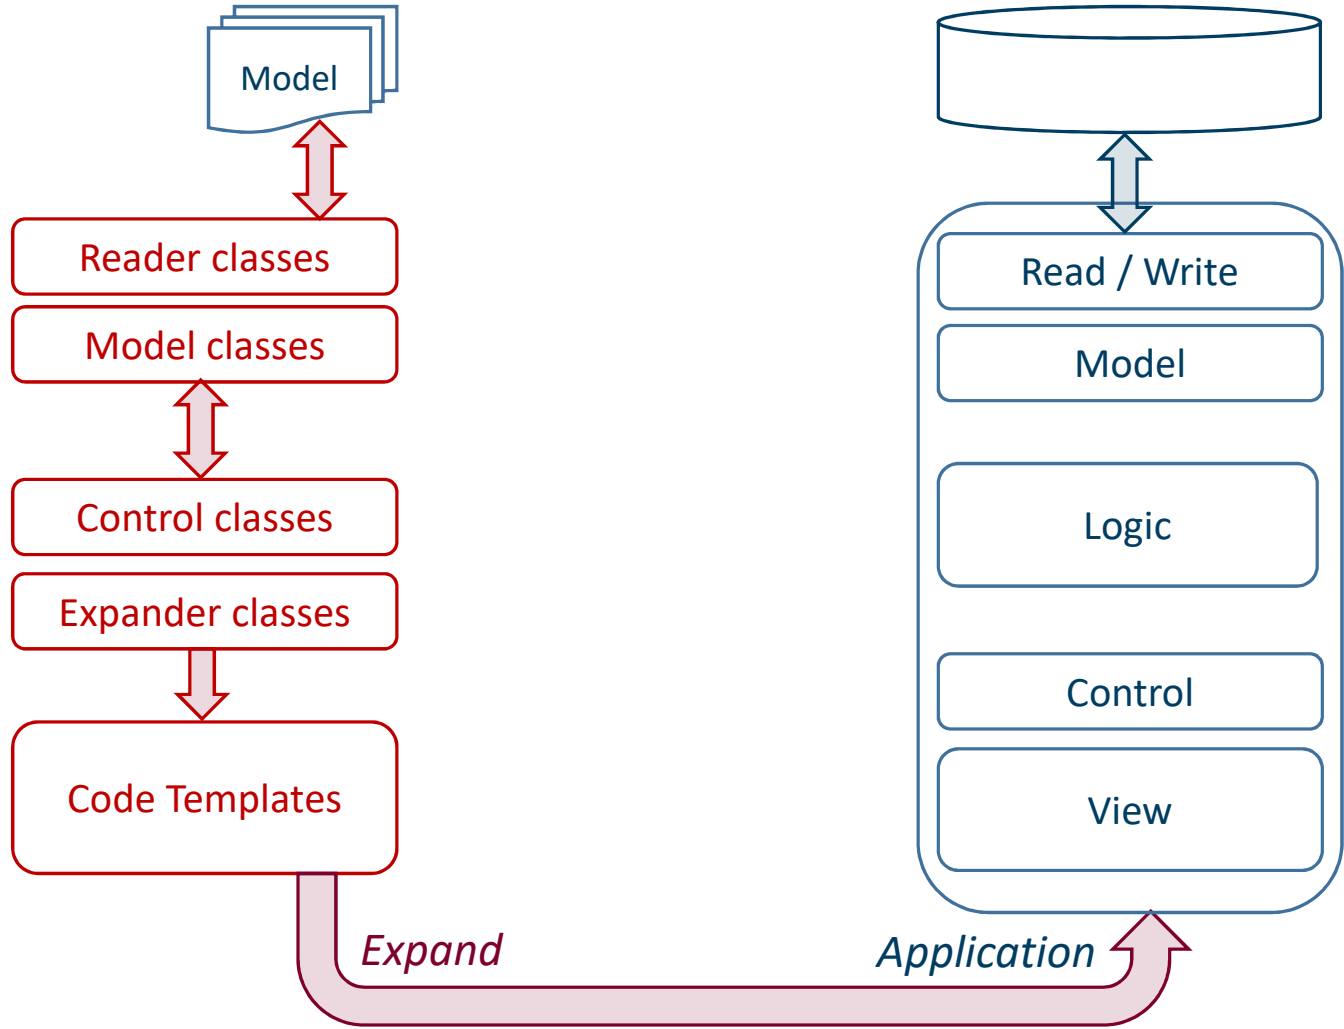 Model
Reader classes
Model classes
Control classes
Expander classes
Code Templates
Expand
Read / Write
Model
Logic
Control
View
Application